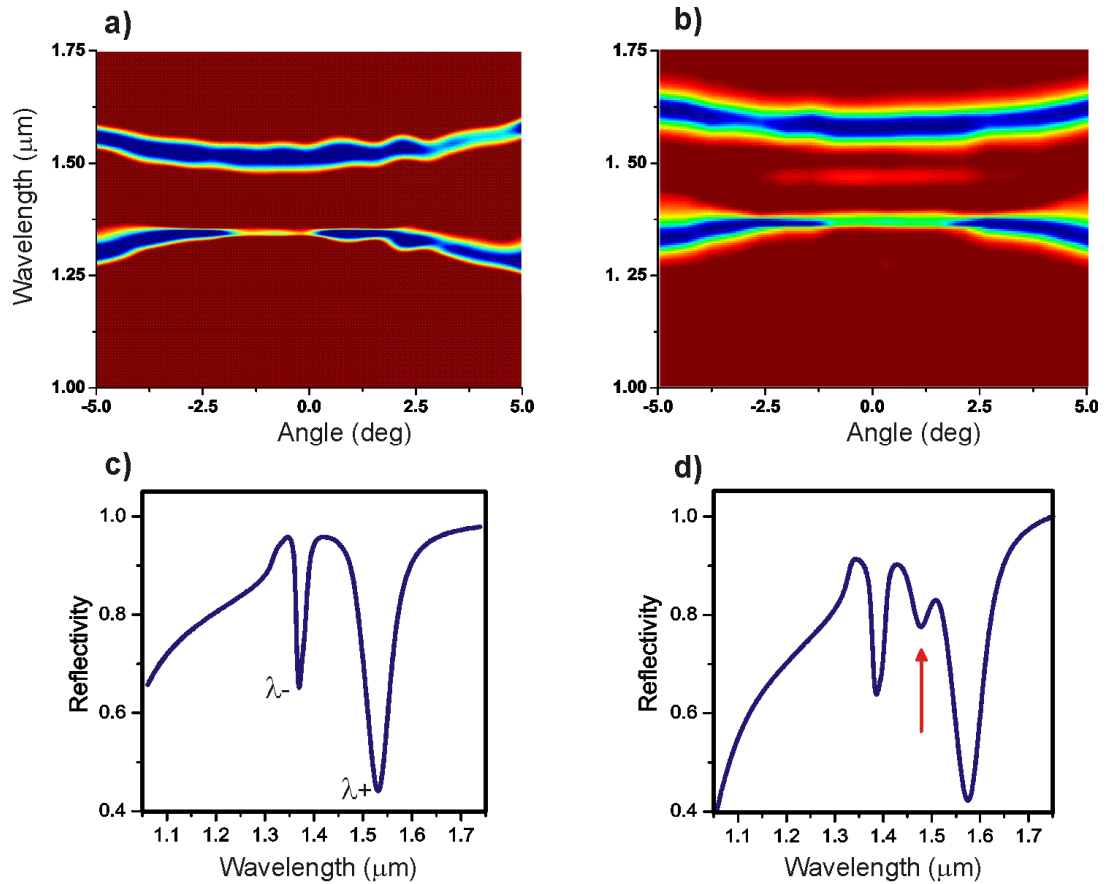 a)
b)
1.75
1.50
1.25
1.00
Wavelength (μm)
-5.0 -2.5 0.0 2.5 5.0
Angle (deg)
1.75
1. 50
1. 25
1.00
-5.0 -2.5 0.0 2.5 5.0
Angle (deg)
c)
d)
1.0
0.8
0.6
0.4
Reflectivity
λ-
λ+
1.1 1.2 1.3 1.4 1.5 1.6 1.7
Wavelength (μm)
1.0
0.8
0.6
0.4
Reflectivity
1.1 1.2 1.3 1.4 1.5 1.6 1.7
Wavelength (μm)